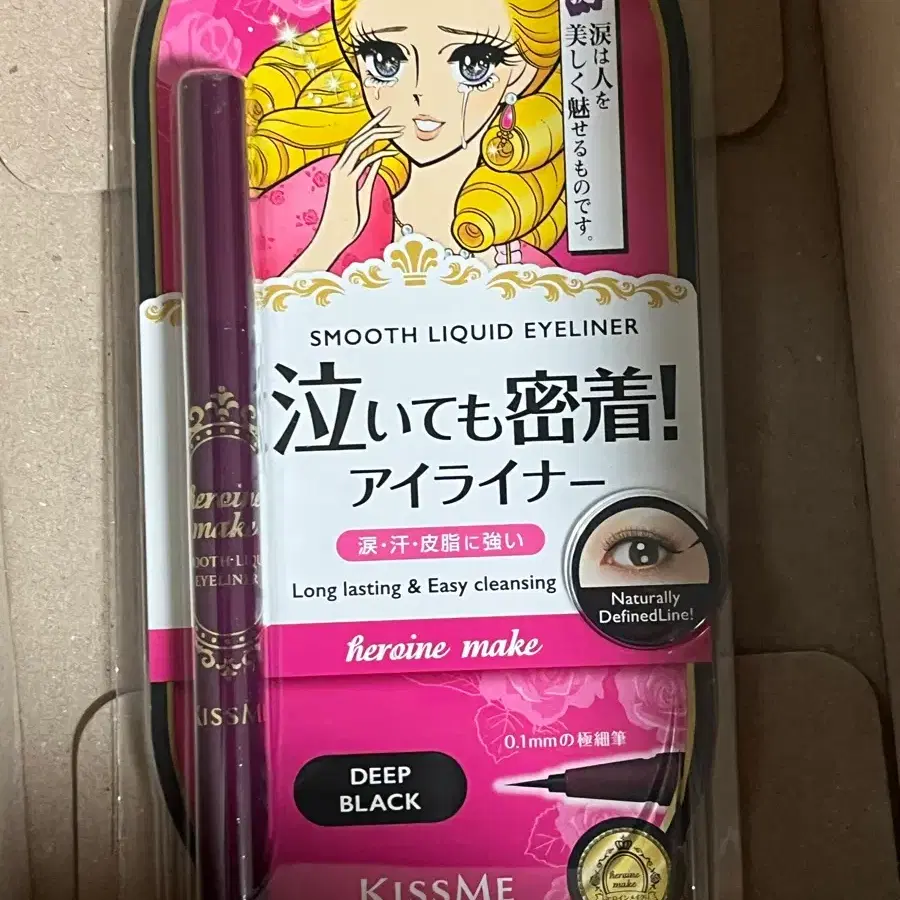 涙は人を
美しく魅せるものです。
SMOOTH LIQUID EYELINER
泣いても密着!
アイライナー
涙・汗・皮脂に強い
Long lasting & Easy cleansing
Naturally
DefinedLine!
heroine make
heroine
make
EYELINER
KISSME
0.1mmの極細筆
DEEP
BLACK
KISSME
heroine
make